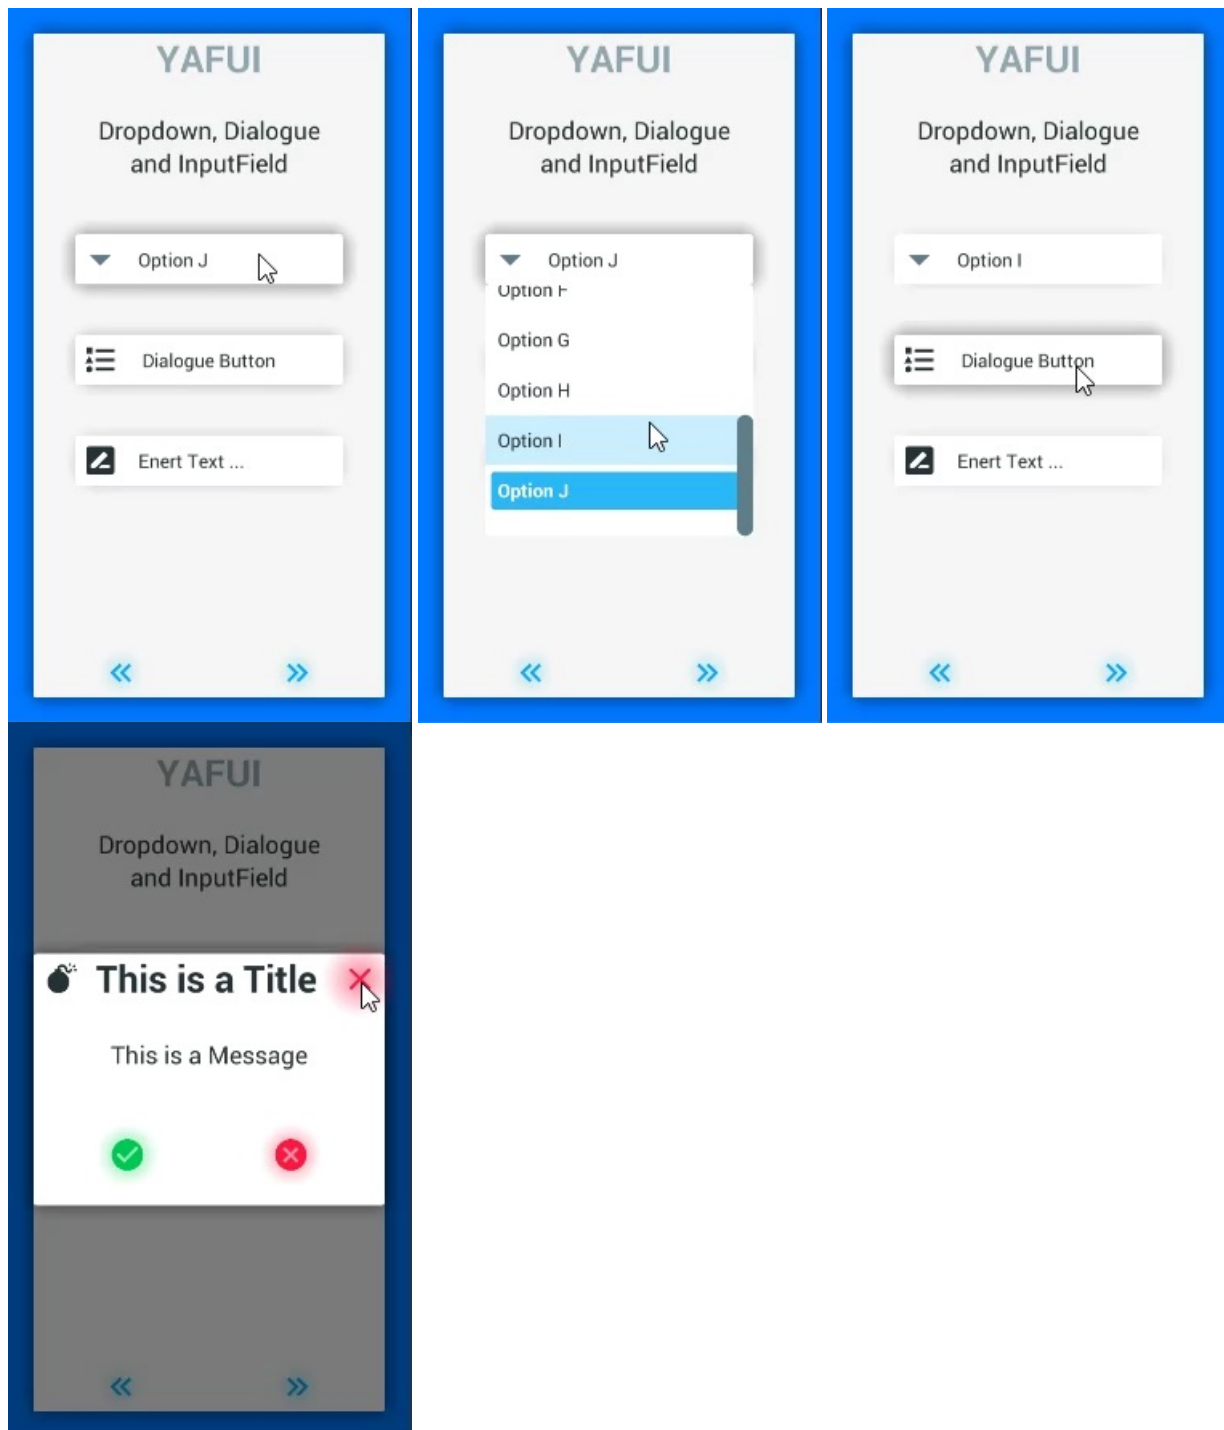 YAFUI
Dropdown, Dialogue
and InputField
Option J
Dialogue Button
Enert Text ...
YAFUI
Dropdown, Dialogue
and InputField
Option J
Option F
Option G
Option H
Option I
Option J
YAFUI
Dropdown, Dialogue
and InputField
Option I
Dialogue Button
Enert Text ...
YAFUI
Dropdown, Dialogue
and InputField
This is a Title
This is a Message